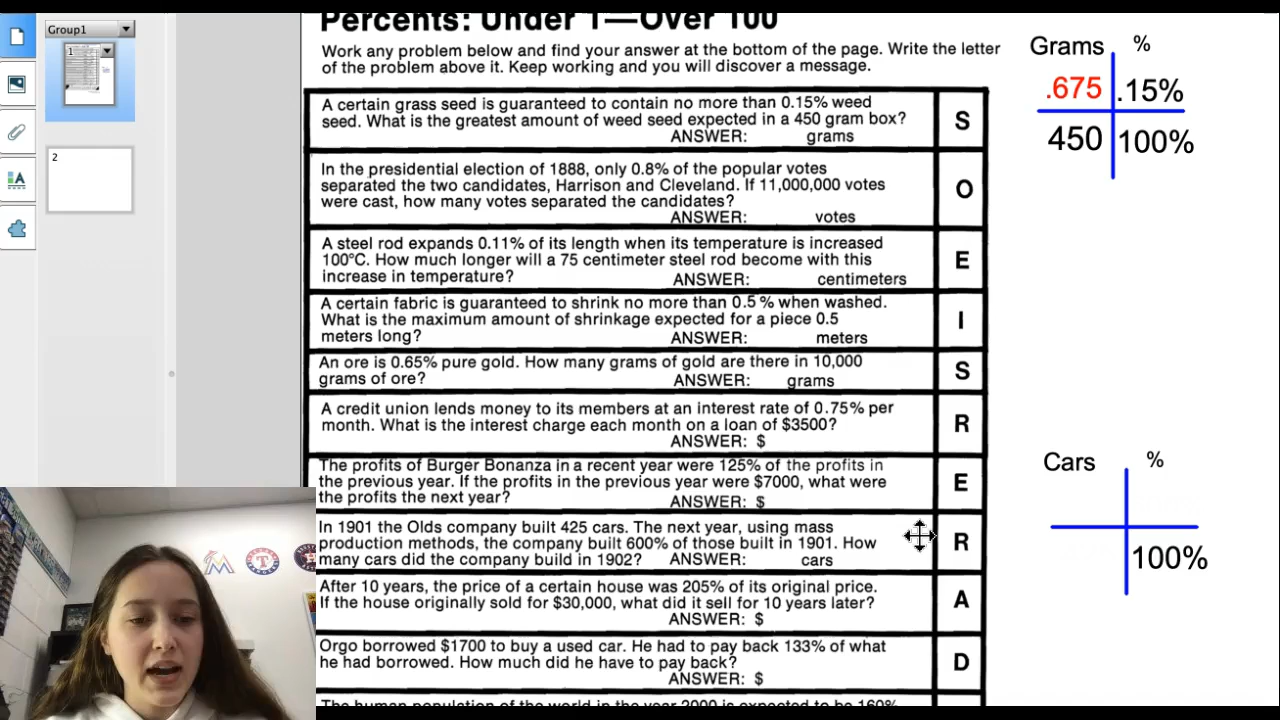 Group1
1
2
Percents: Under 1—Over 100
Work any problem below and find your answer at the bottom of the page. Write the letter
of the problem above it. Keep working and you will discover a message.
A certain grass seed is guaranteed to contain no more than 0.15% weed
seed. What is the greatest amount of weed seed expected in a 450 gram box?
ANSWER: grams
S
In the presidential election of 1888, only 0.8% of the popular votes
separated the two candidates, Harrison and Cleveland. If 11,000,000 votes
were cast, how many votes separated the candidates?
ANSWER: votes
O
A steel rod expands 0.11% of its length when its temperature is increased
100°C. How much longer will a 75 centimeter steel rod become with this
increase in temperature?
ANSWER: centimeters
E
A certain fabric is guaranteed to shrink no more than 0.5% when washed.
What is the maximum amount of shrinkage expected for a piece 0.5
meters long?
ANSWER: meters
I
An ore is 0.65% pure gold. How many grams of gold are there in 10,000
grams of ore?
ANSWER: grams
S
A credit union lends money to its members at an interest rate of 0.75% per
month. What is the interest charge each month on a loan of $3500?
ANSWER: $
R
The profits of Burger Bonanza in a recent year were 125% of the profits in
the previous year. If the profits in the previous year were $7000, what were
the profits the next year?
ANSWER: $
E
In 1901 the Olds company built 425 cars. The next year, using mass
production methods, the company built 600% of those built in 1901. How
many cars did the company build in 1902? ANSWER: cars
R
After 10 years, the price of a certain house was 205% of its original price.
If the house originally sold for $30,000, what did it sell for 10 years later?
ANSWER: $
A
Orgo borrowed $1700 to buy a used car. He had to pay back 133% of what
he had borrowed. How much did he have to pay back?
ANSWER: $
D
The human population of the world in the year 2000 is expected to be 160%
Grams %
.675 .15%
450 100%
Cars %
100%